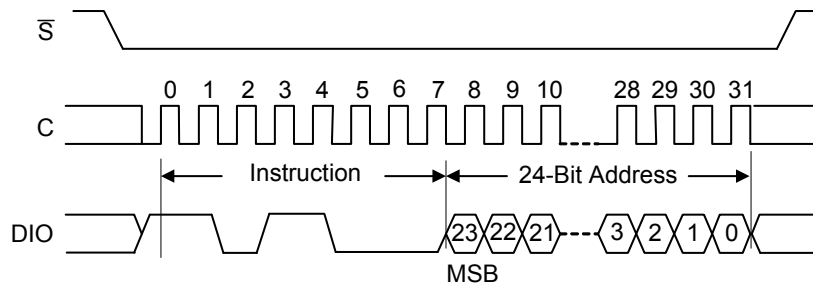 S̅
0 1 2 3 4 5 6 7 8 9 10 28 29 30 31
C
Instruction 24-Bit Address
DIO 23 22 21 3 2 1 0
MSB